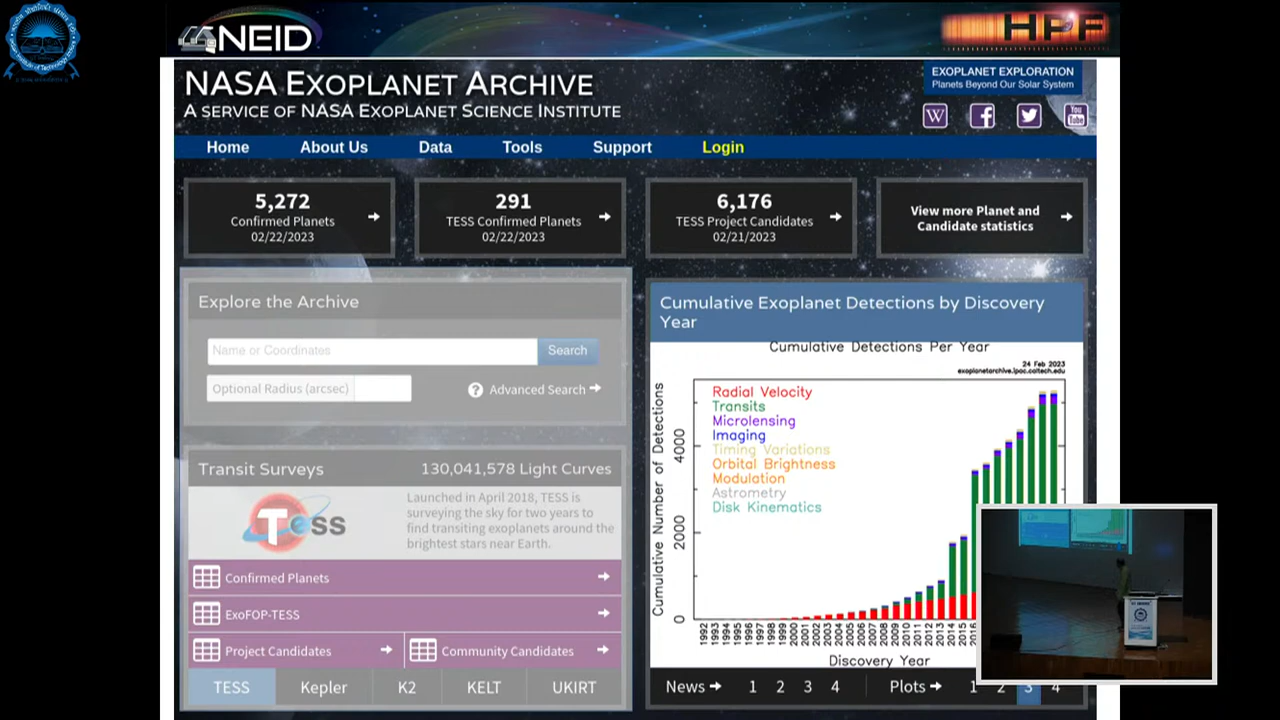 NEID
HPF
NASA EXOPLANET ARCHIVE
A SERVICE OF NASA EXOPLANET SCIENCE INSTITUTE
EXOPLANET EXPLORATION
Planets Beyond Our Solar System
W
You
Tube
Home About Us Data Tools Support Login
5,272
Confirmed Planets
02/22/2023
291
TESS Confirmed Planets
02/22/2023
6,176
TESS Project Candidates
02/21/2023
View more Planet and
Candidate statistics
Explore the Archive
Name or Coordinates
Search
Optional Radius (arcsec)
? Advanced Search
Transit Surveys 130,041,578 Light Curves
Tess
Launched in April 2018, TESS is
surveying the sky for two years to
find transiting exoplanets around the
brightest stars near Earth.
Confirmed Planets
ExoFOP-TESS
Project Candidates
Community Candidates
TESS Kepler K2 KELT UKIRT
Cumulative Exoplanet Detections by Discovery
Year
Cumulative Detections Per Year
24 Feb 2023
exoplanetarchive.ipac.caltech.edu
Radial Velocity
Transits
Microlensing
Imaging
Timing Variations
Orbital Brightness
Modulation
Astrometry
Disk Kinematics
Cumulative Number of Detections
4000
2000
0
1992 1993 1994 1995 1996 1997 1998 1999 2000 2001 2002 2003 2004 2005 2006 2007 2008 2009 2010 2011 2012 2013 2014 2015 2016
Discovery Year
News 1 2 3 4 Plots 1 2 3 4